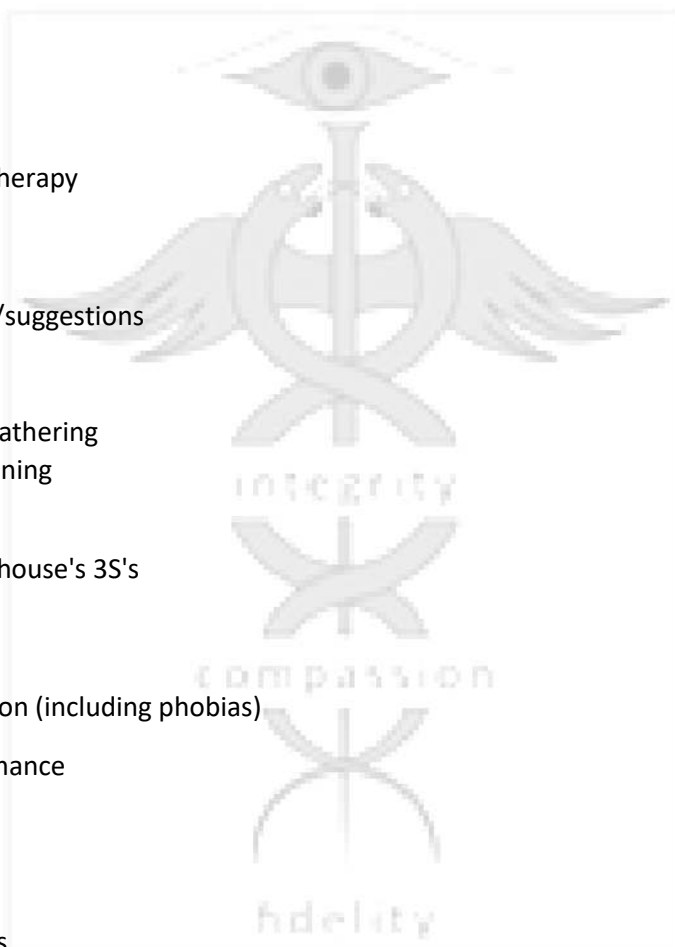 herapy
/suggestions
athering
ning
integrity
house's 3S's
compassion
on (including phobias)
nance
fidelity
s